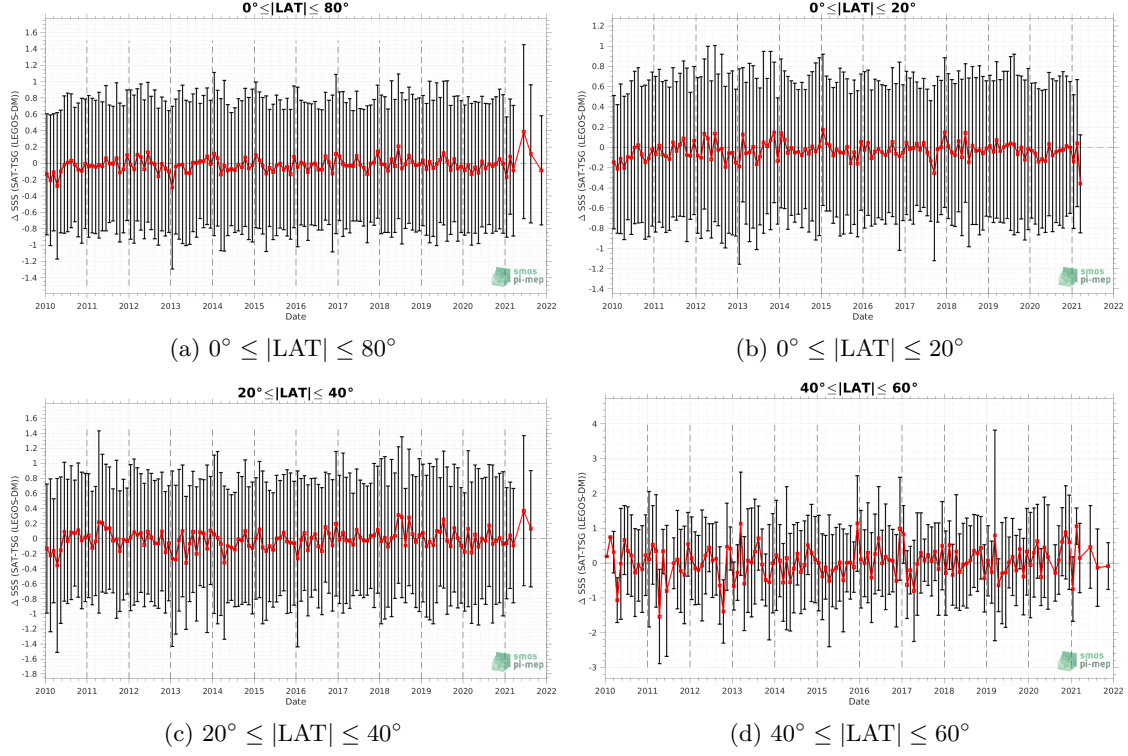 0°≤|LAT|≤ 80°
1.6
1.4
1.2
1
0.8
0.6
0.4
0.2
0
-0.2
-0.4
-0.6
-0.8
-1
-1.2
-1.4
Δ SSS (SAT-TSG (LEGOS-DM))
2010 2011 2012 2013 2014 2015 2016 2017 2018 2019 2020 2021 2022
Date
smos
pi-mep
(a) 0° ≤ |LAT| ≤ 80°
0°≤|LAT|≤ 20°
1.2
1
0.8
0.6
0.4
0.2
0
-0.2
-0.4
-0.6
-0.8
-1
-1.2
-1.4
Δ SSS (SAT-TSG (LEGOS-DM))
2010 2011 2012 2013 2014 2015 2016 2017 2018 2019 2020 2021 2022
Date
smos
pi-mep
(b) 0° ≤ |LAT| ≤ 20°
20°≤|LAT|≤ 40°
1.6
1.4
1.2
1
0.8
0.6
0.4
0.2
0
-0.2
-0.4
-0.6
-0.8
-1
-1.2
-1.4
-1.6
-1.8
Δ SSS (SAT-TSG (LEGOS-DM))
2010 2011 2012 2013 2014 2015 2016 2017 2018 2019 2020 2021 2022
Date
smos
pi-mep
(c) 20° ≤ |LAT| ≤ 40°
40°≤|LAT|≤ 60°
4
3
2
1
0
-1
-2
-3
Δ SSS (SAT-TSG (LEGOS-DM))
2010 2011 2012 2013 2014 2015 2016 2017 2018 2019 2020 2021 2022
Date
smos
pi-mep
(d) 40° ≤ |LAT| ≤ 60°